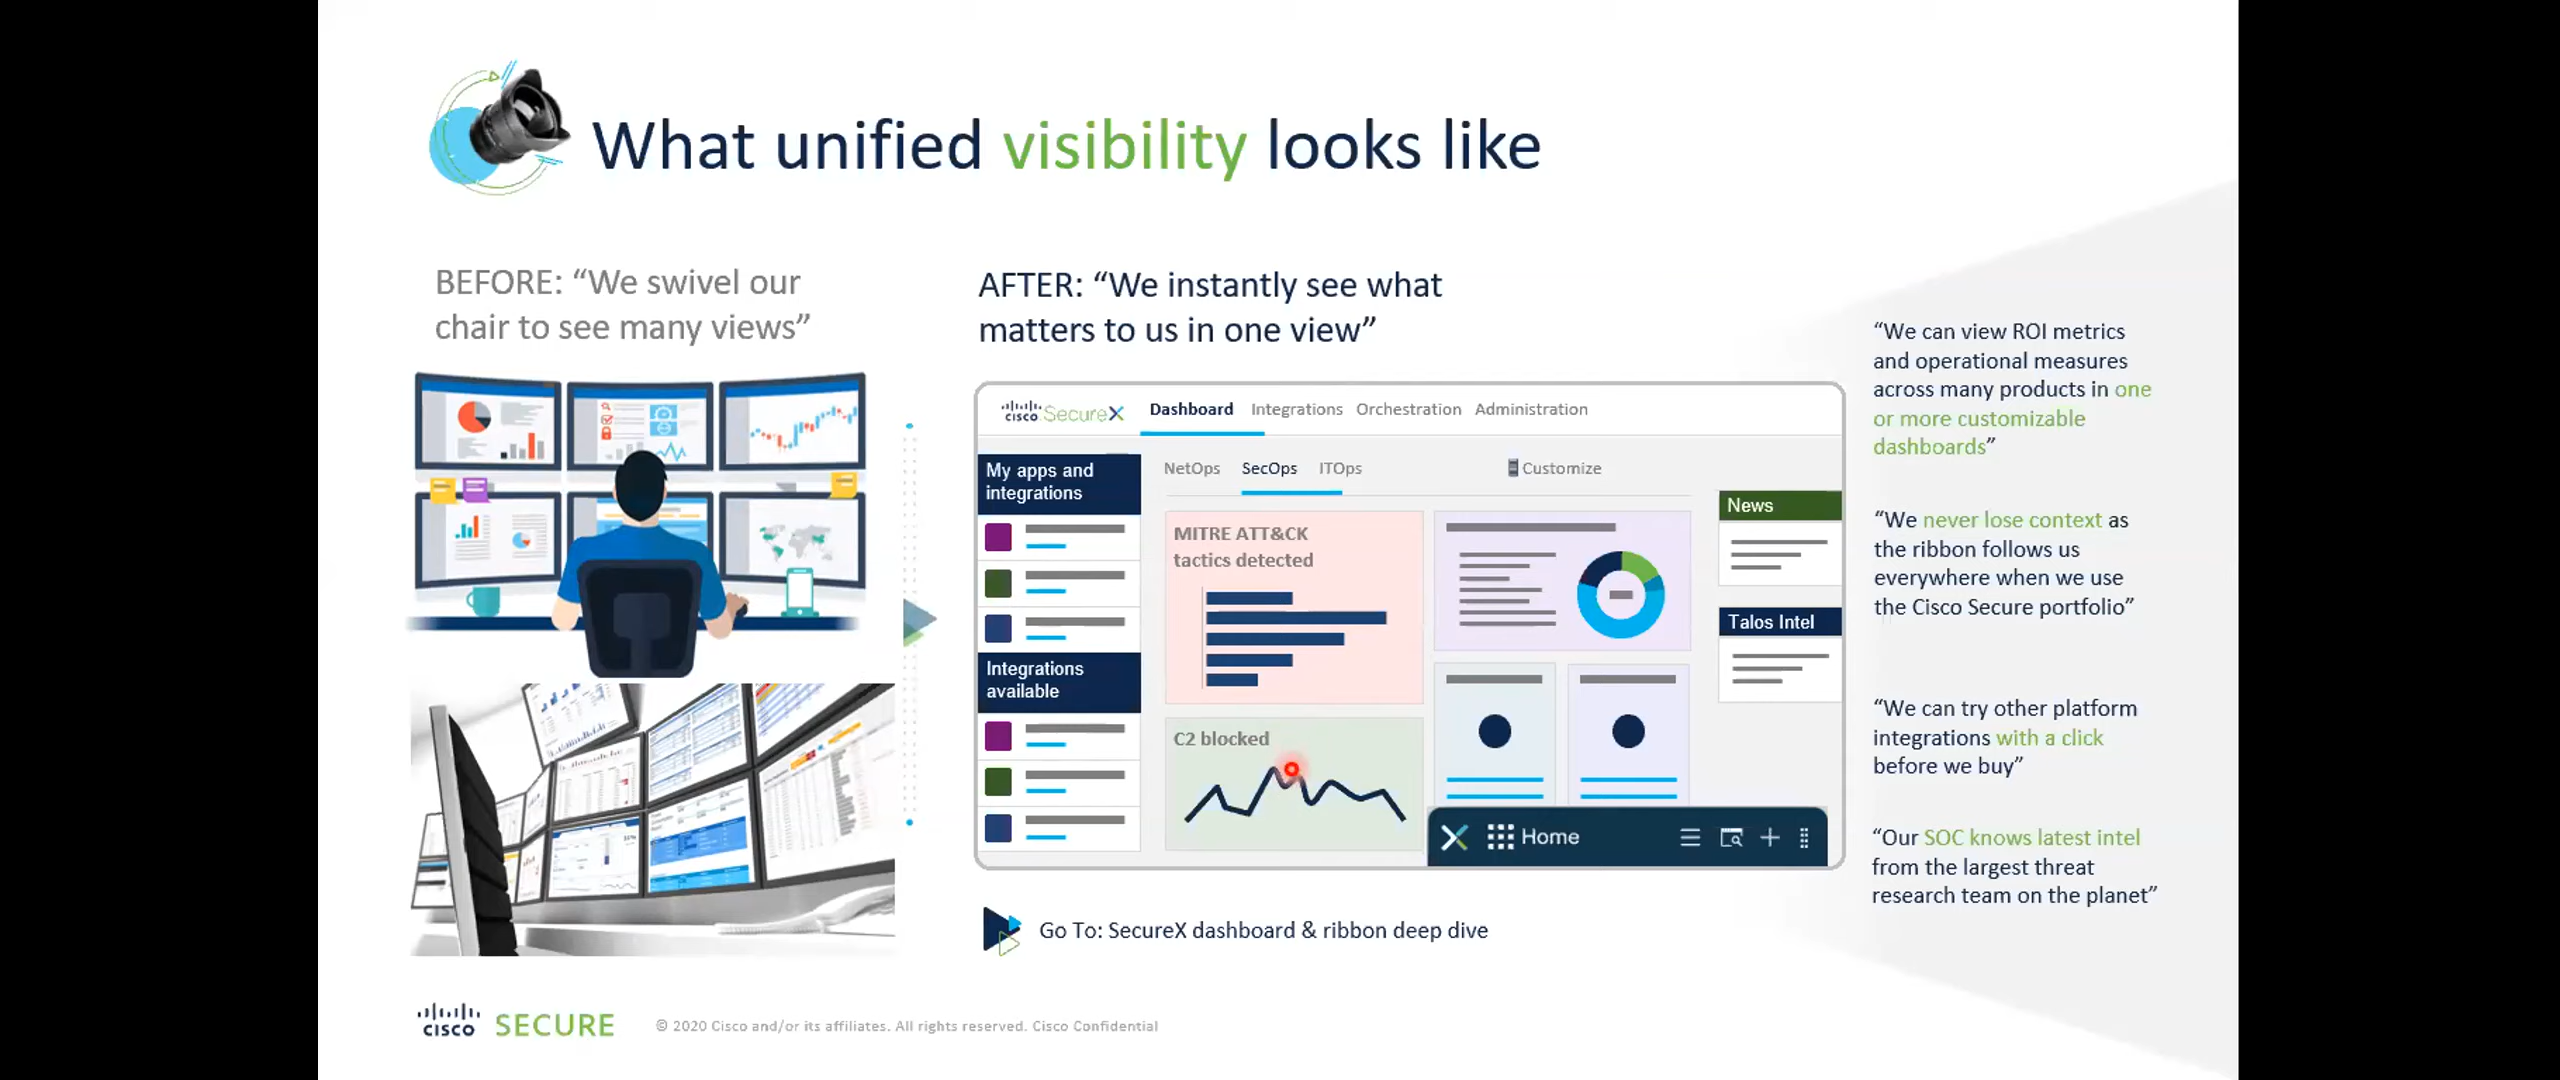 What unified visibility looks like
BEFORE: “We swivel our
chair to see many views”
AFTER: “We instantly see what
matters to us in one view”
cisco SecureX
Dashboard
Integrations
Orchestration
Administration
My apps and
integrations
Integrations
available
NetOps
SecOps
ITOps
Customize
MITRE ATT&CK
tactics detected
C2 blocked
News
Talos Intel
Home
Go To: SecureX dashboard & ribbon deep dive
“We can view ROI metrics
and operational measures
across many products in one
or more customizable
dashboards”
“We never lose context as
the ribbon follows us
everywhere when we use
the Cisco Secure portfolio”
“We can try other platform
integrations with a click
before we buy”
“Our SOC knows latest intel
from the largest threat
research team on the planet”
cisco SECURE
© 2020 Cisco and/or its affiliates. All rights reserved. Cisco Confidential